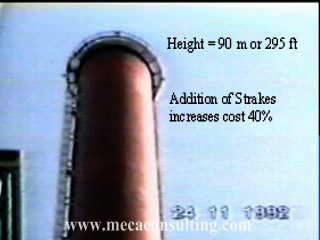 Height = 90 m or 295 ft
Addition of Strakes
increases cost 40%
24 11 1992
www.mecaconsulting.com